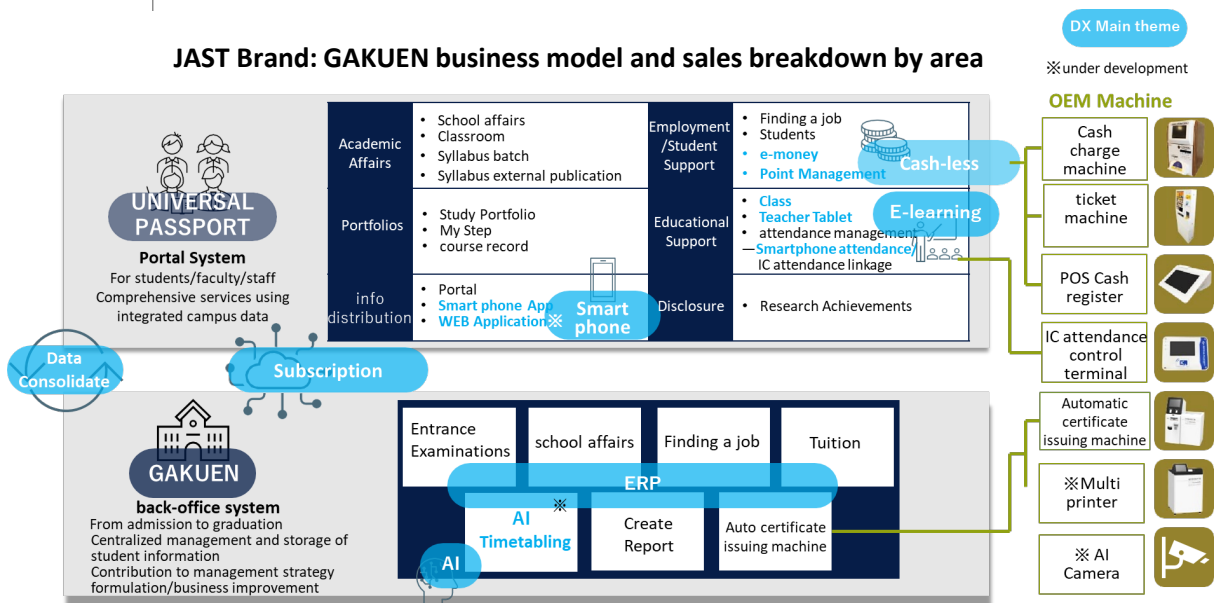 DX Main theme
JAST Brand: GAKUEN business model and sales breakdown by area
※under development
OEM Machine
UNIVERSAL
PASSPORT
Portal System
For students/faculty/staff
Comprehensive services using
integrated campus data
Academic
Affairs
• School affairs
• Classroom
• Syllabus batch
• Syllabus external publication
Employment
/Student
Support
• Finding a job
• Students
• e-money
• Point Management
Cash-less
Portfolios
• Study Portfolio
• My Step
• course record
Educational
Support
• Class
• Teacher Tablet
• attendance management
—Smartphone attendance/
IC attendance linkage
E-learning
info
distribution
• Portal
• Smart phone App
• WEB Application※
Smart
phone
Disclosure
• Research Achievements
Cash
charge
machine
ticket
machine
POS Cash
register
IC attendance
control
terminal
Automatic
certificate
issuing machine
※Multi
printer
※ AI
Camera
Data
Consolidate
Subscription
GAKUEN
back-office system
From admission to graduation
Centralized management and storage of
student information
Contribution to management strategy
formulation/business improvement
Entrance
Examinations
school affairs
Finding a job
Tuition
ERP
※
AI
Timetabling
Create
Report
Auto certificate
issuing machine
AI